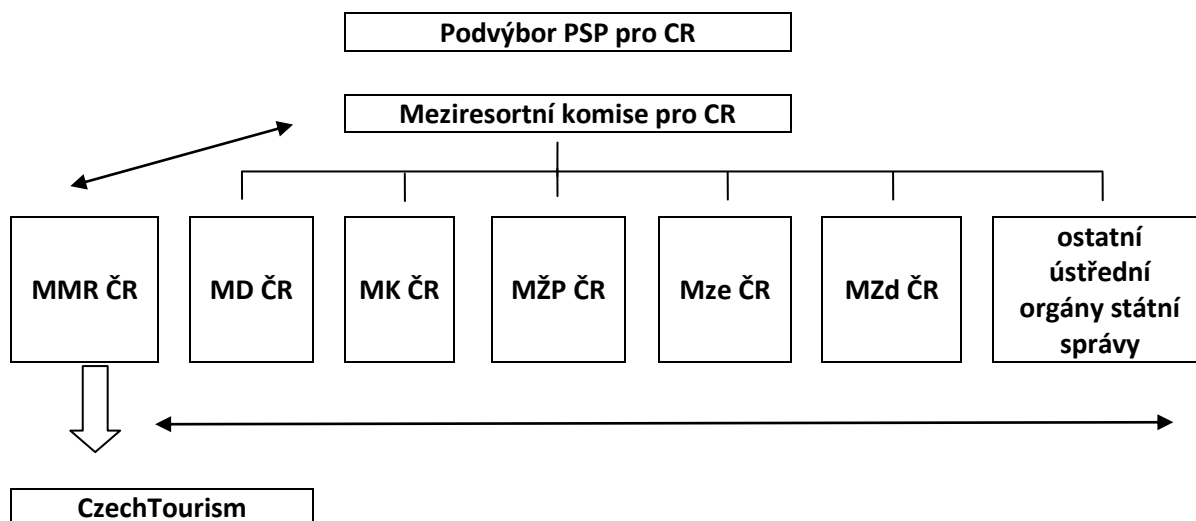 Podvýbor PSP pro CR
Meziresortní komise pro CR
MMR ČR
MD ČR
MK ČR
MŽP ČR
Mze ČR
MZd ČR
ostatní
ústřední
orgány státní
správy
CzechTourism